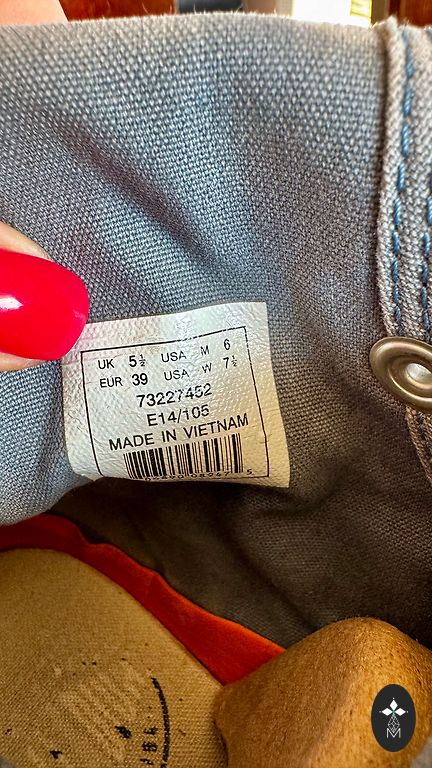 UK 5½ USA M 6
EUR 39 USA W 7½
73227452
E14/105
MADE IN VIETNAM